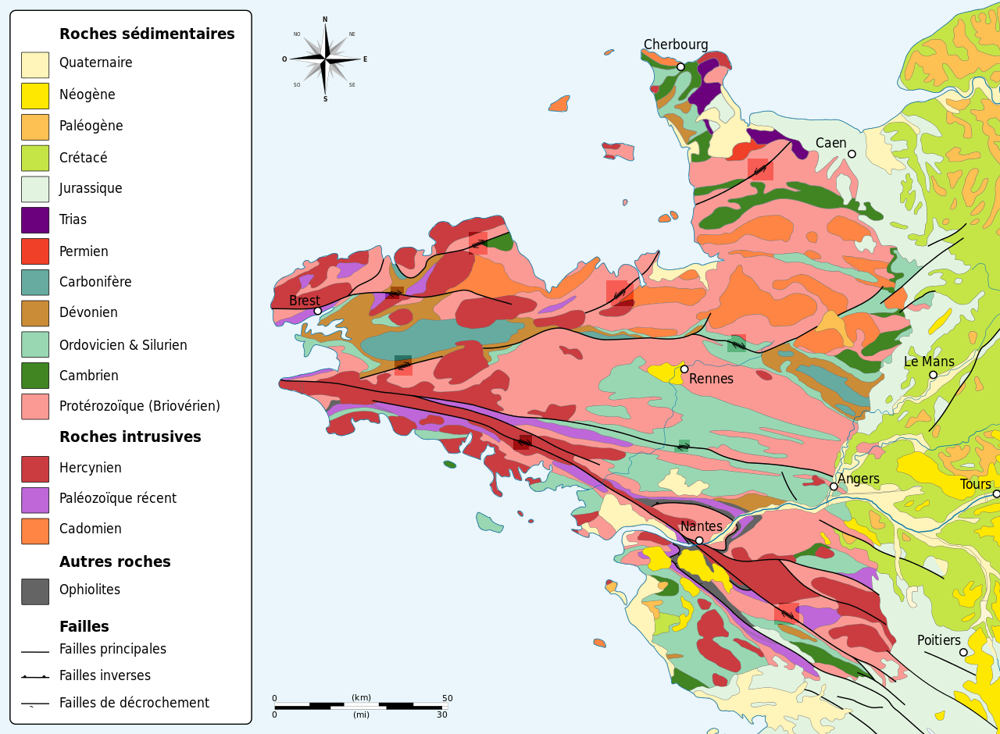 Roches sédimentaires
Quaternaire
Néogène
Paléogène
Crétacé
Jurassique
Trias
Permien
Carbonifère
Dévonien
Ordovicien & Silurien
Cambrien
Protérozoïque (Briovérien)
Roches intrusives
Hercynien
Paléozoïque récent
Cadomien
Autres roches
Ophiolites
Failles
Failles principales
Failles inverses
Failles de décrochement
N
NO
NE
O
E
SO
SE
S
Cherbourg
Caen
Brest
Rennes
Le Mans
Angers
Tours
Nantes
Poitiers
0 (km) 50
0 (mi) 30